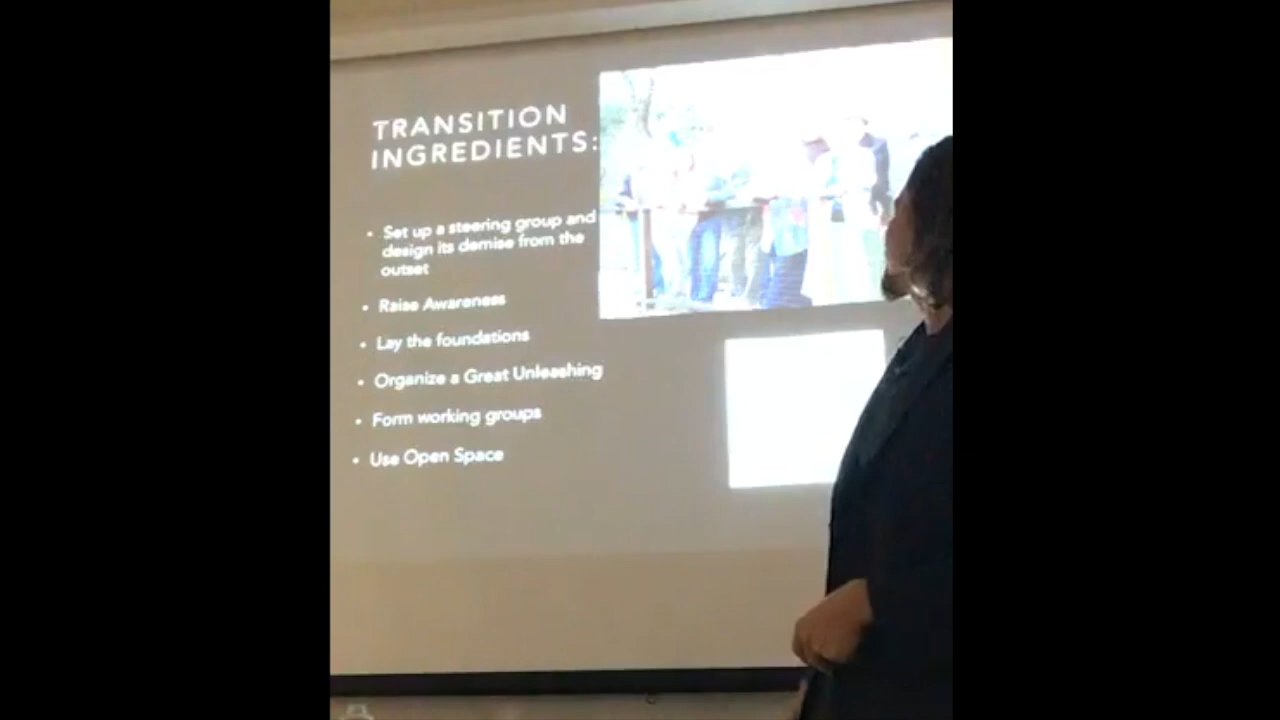 TRANSITION
INGREDIENTS:
• Set up a steering group and
design its demise from the
outset
• Raise Awareness
• Lay the foundations
• Organize a Great Unleashing
• Form working groups
• Use Open Space